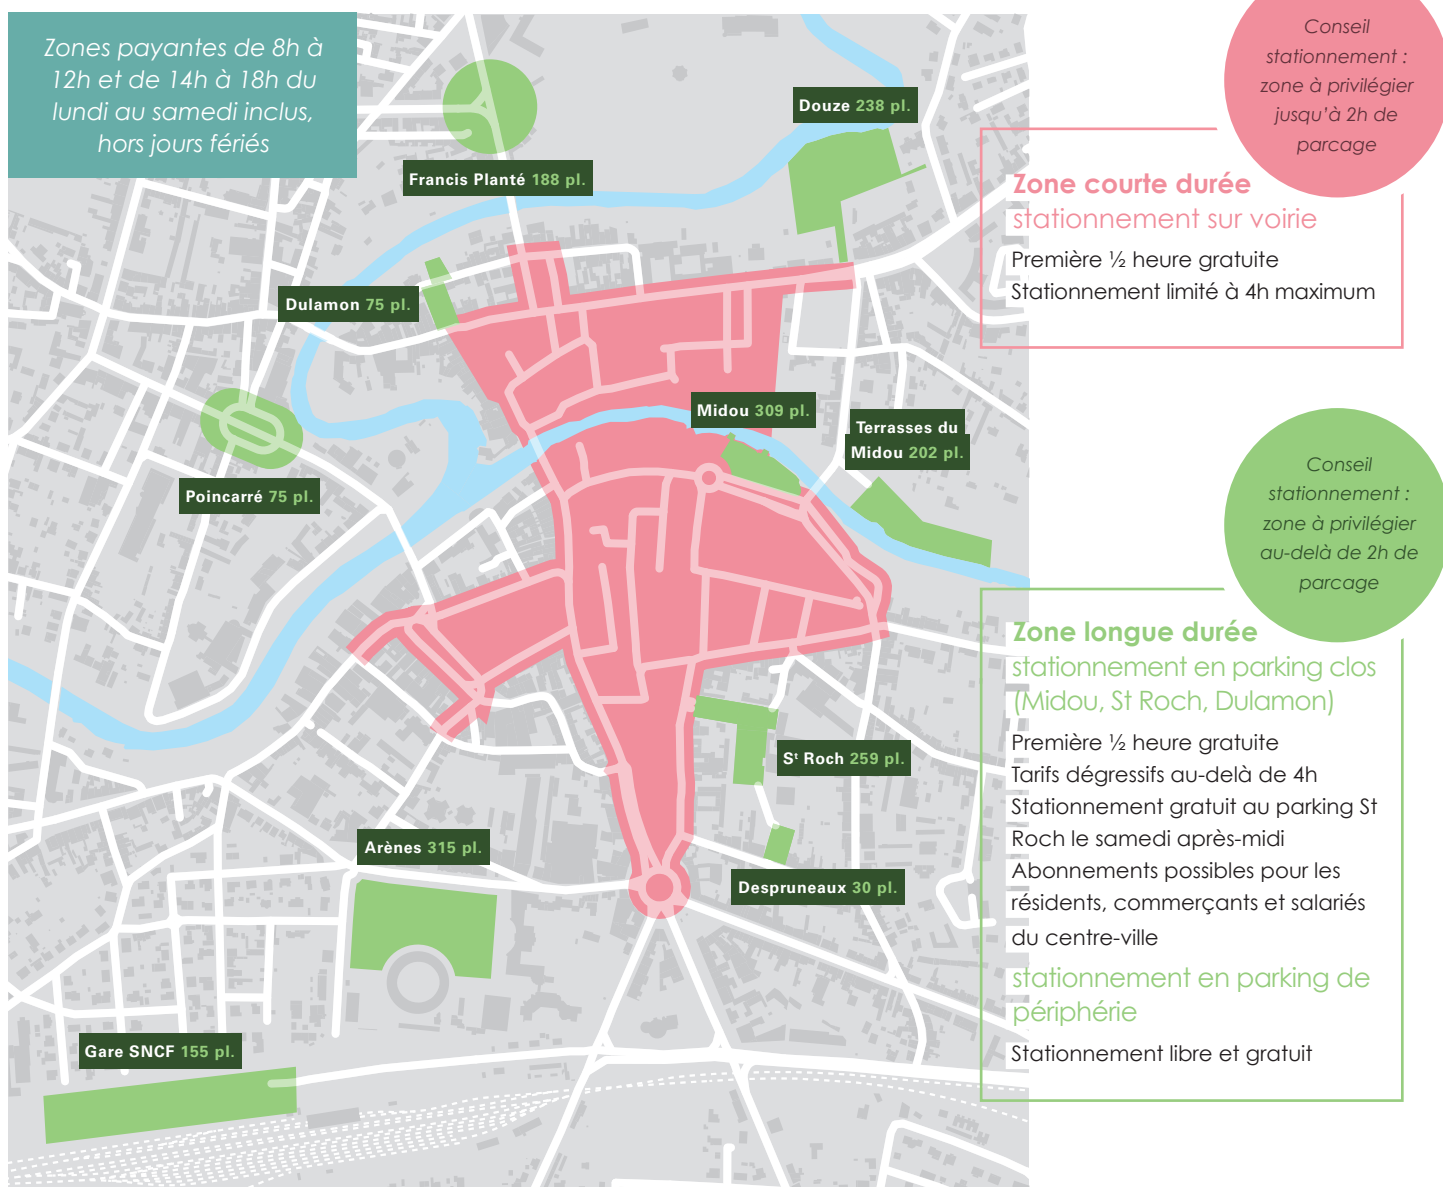 Zones payantes de 8h à
12h et de 14h à 18h du
lundi au samedi inclus,
hors jours fériés
Conseil
stationnement :
zone à privilégier
jusqu'à 2h de
parcage
Douze 238 pl.
Francis Planté 188 pl.
Zone courte durée
stationnement sur voirie
Première ½ heure gratuite
Stationnement limité à 4h maximum
Dulamon 75 pl.
Midou 309 pl.
Terrasses du
Midou 202 pl.
Poincarré 75 pl.
Conseil
stationnement :
zone à privilégier
au-delà de 2h de
parcage
Zone longue durée
stationnement en parking clos
(Midou, St Roch, Dulamon)
Première ½ heure gratuite
Tarifs dégressifs au-delà de 4h
Stationnement gratuit au parking St
Roch le samedi après-midi
Abonnements possibles pour les
résidents, commerçants et salariés
du centre-ville
stationnement en parking de
périphérie
Stationnement libre et gratuit
Sᵗ Roch 259 pl.
Arènes 315 pl.
Despruneaux 30 pl.
Gare SNCF 155 pl.